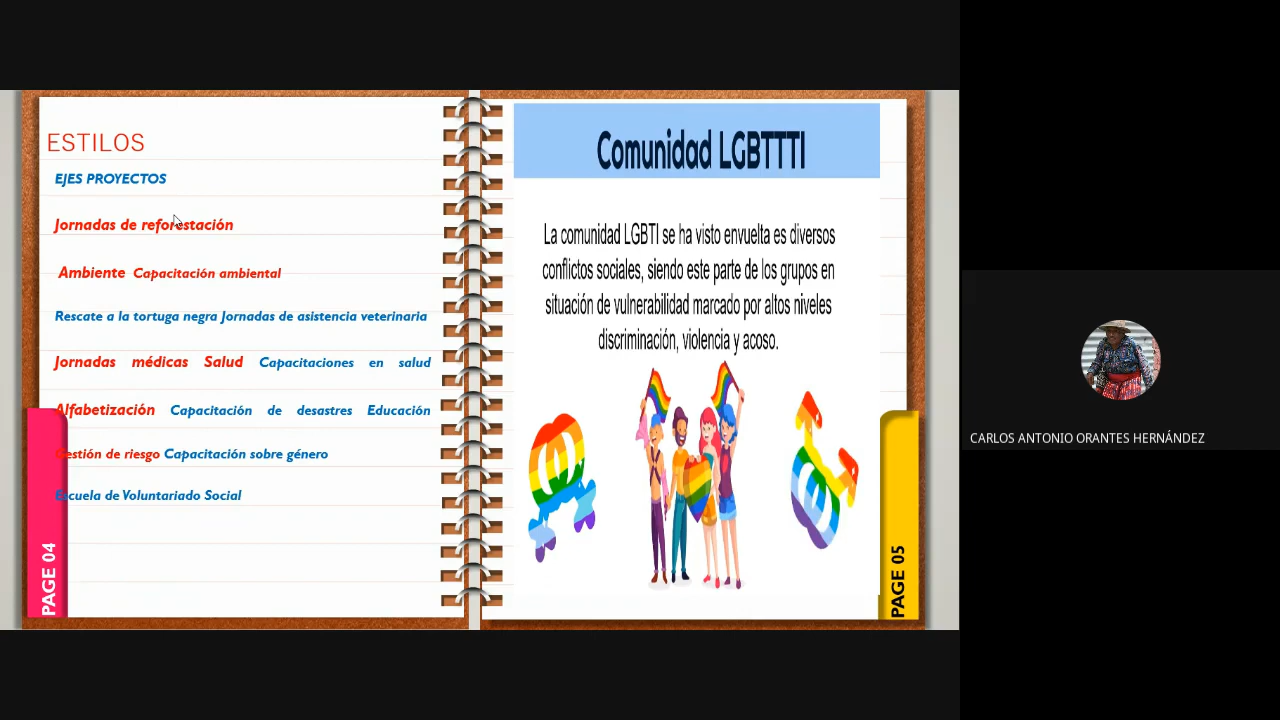 ESTILOS
EJES PROYECTOS
Jornadas de reforestación
Ambiente Capacitación ambiental
Rescate a la tortuga negra Jornadas de asistencia veterinaria
Jornadas médicas Salud Capacitaciones en salud
Alfabetización Capacitación de desastres Educación
Gestión de riesgo Capacitación sobre género
Escuela de Voluntariado Social
PAGE 04
Comunidad LGBTTTI
La comunidad LGBTI se ha visto envuelta es diversos
conflictos sociales, siendo este parte de los grupos en
situación de vulnerabilidad marcado por altos niveles
discriminación, violencia y acoso.
PAGE 05
CARLOS ANTONIO ORANTES HERNÁNDEZ